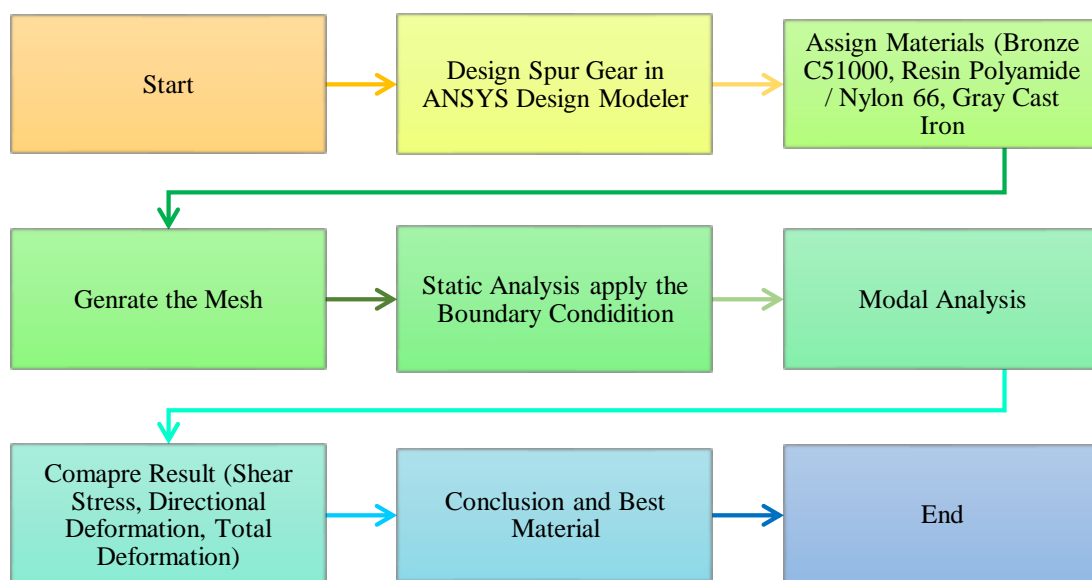 Start
Design Spur Gear in
ANSYS Design Modeler
Assign Materials (Bronze
C51000, Resin Polyamide
/ Nylon 66, Gray Cast
Iron
Genrate the Mesh
Static Analysis apply the
Boundary Condidition
Modal Analysis
Comapre Result (Shear
Stress, Directional
Deformation, Total
Deformation)
Conclusion and Best
Material
End